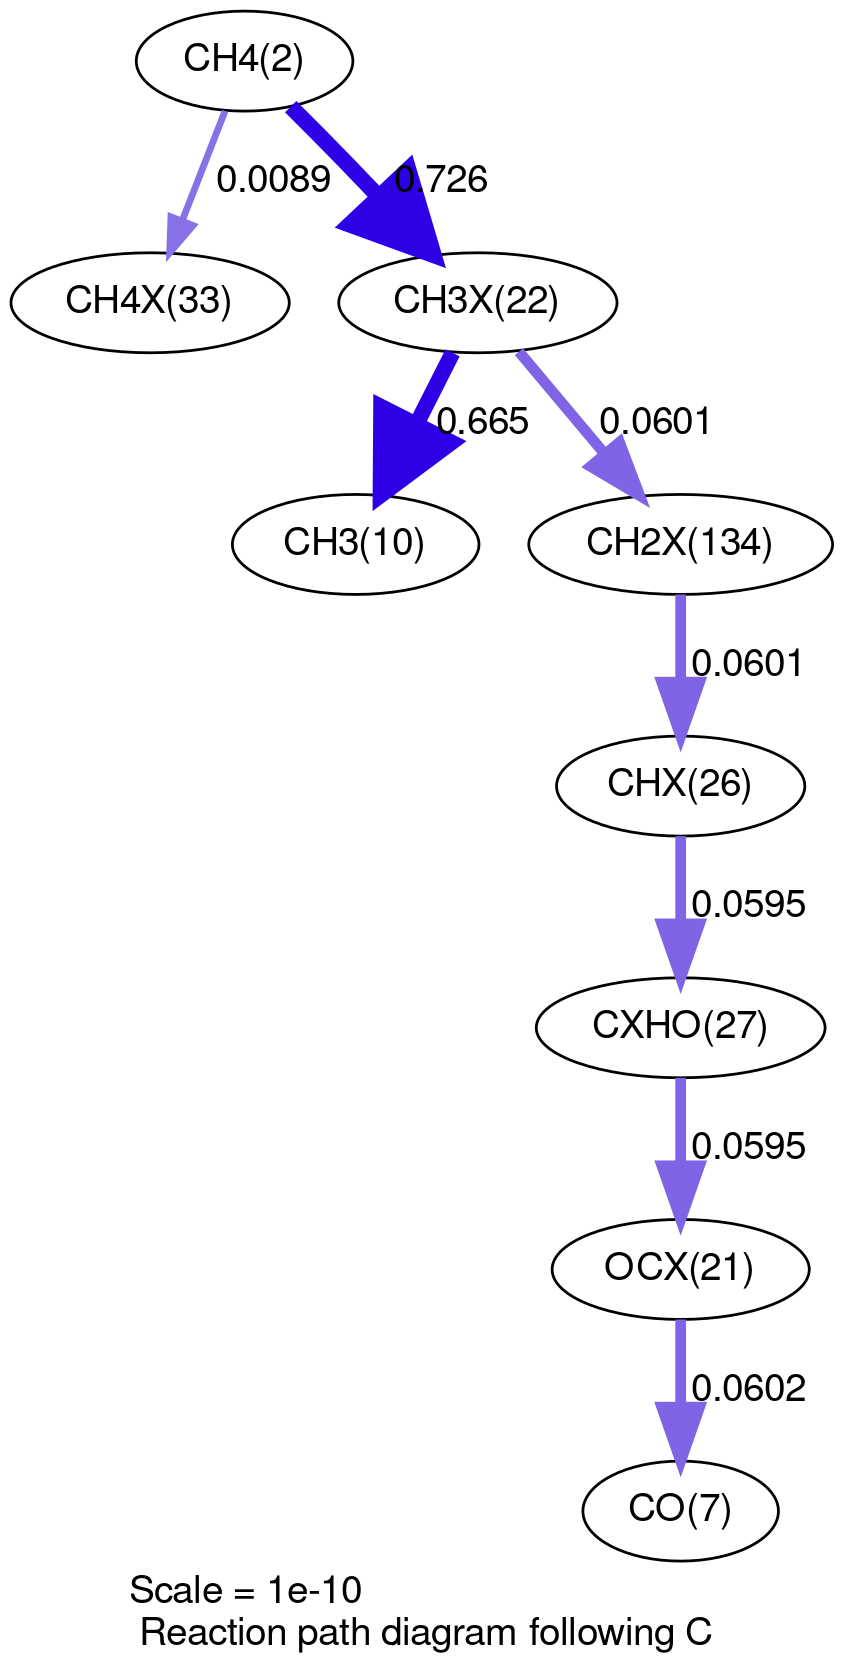 CH4(2)
0.0089
0.726
CH4X(33)
CH3X(22)
0.665
0.0601
CH3(10)
CH2X(134)
0.0601
CHX(26)
0.0595
CXHO(27)
0.0595
OCX(21)
0.0602
CO(7)
Scale = 1e-10
Reaction path diagram following C